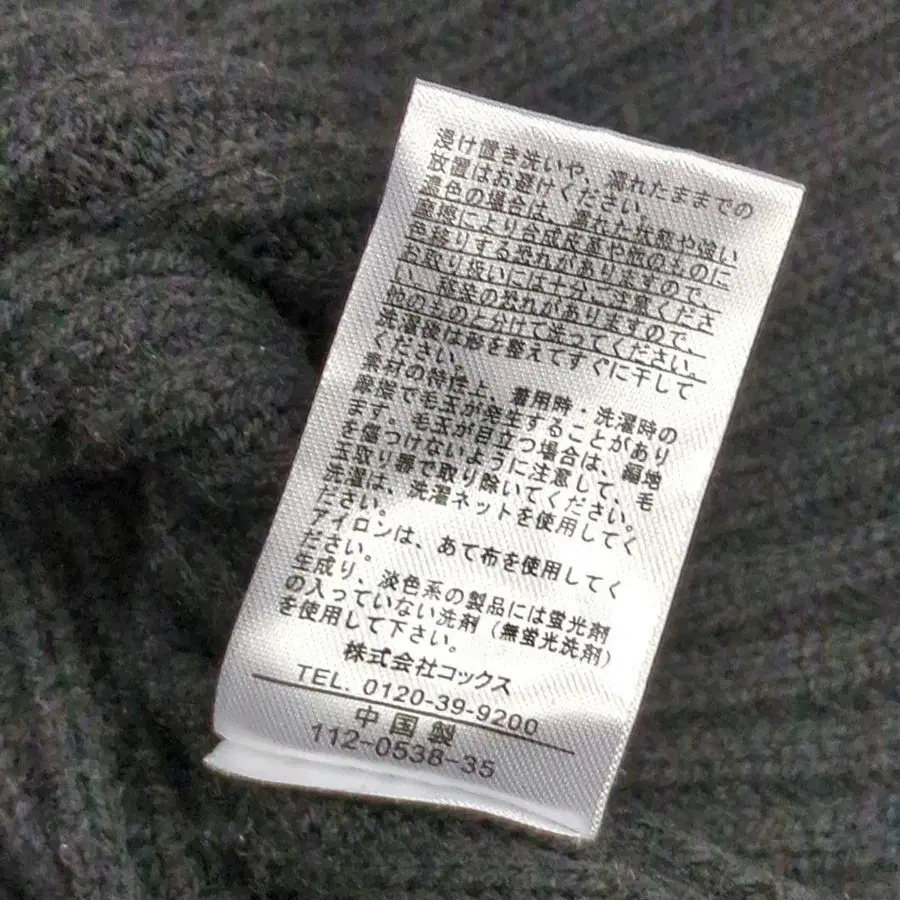 浸け置き洗いや、濡れたままでの
放置はお避けください。
濃色の場合は、濡れた状態や強い
摩擦により合成皮革や他のものに
色移りする恐れがありますので、
お取り扱いには十分ご注意くださ
い。移染の恐れがありますので、
他のものとわけて洗ってください。
洗濯後は形を整えてすぐに干して
ください。
素材の特性上、着用時・洗濯時の
摩擦で毛玉が発生することがあり
ます。毛玉が目立つ場合は、編地
を傷つけないように注意して、毛
玉取り器で取り除いてください。
洗濯は、洗濯ネットを使用してく
ださい。
アイロンは、あて布を使用してく
ださい。
生成り、淡色系の製品には蛍光剤
の入っていない洗剤（無蛍光洗剤）
を使用して下さい。
株式会社コックス
TEL. 0120-39-9200
中国製
112-0538-35